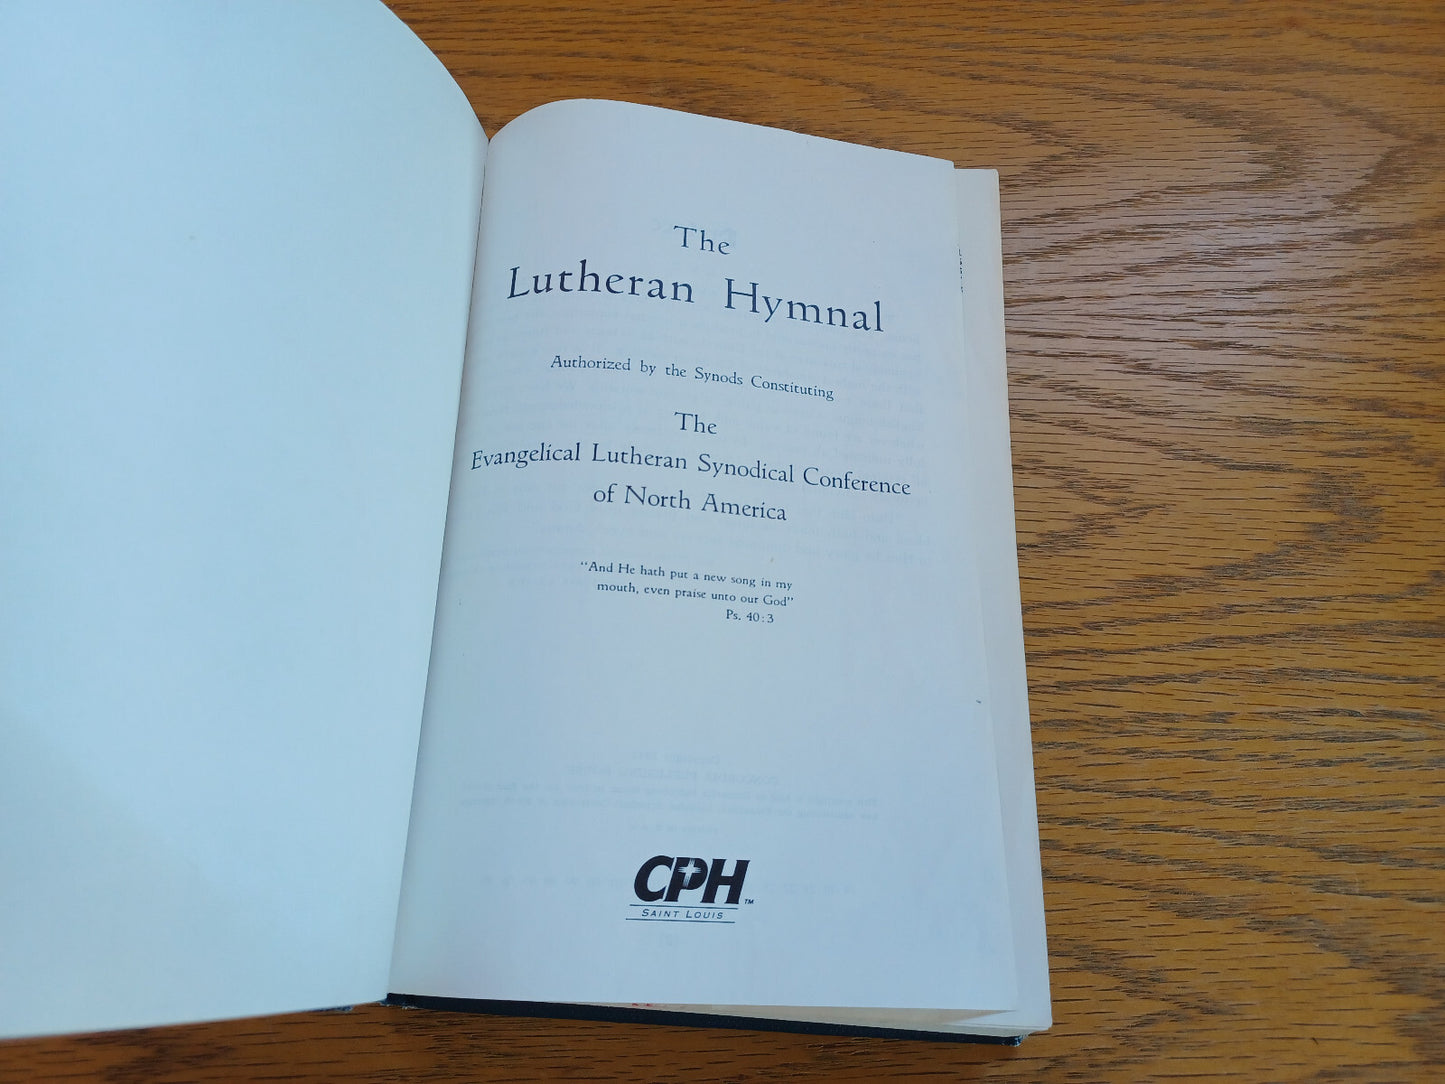 The
Lutheran Hymnal
Authorized by the Synods Constituting
The
Evangelical Lutheran Synodical Conference
of North America
"And He hath put a new song in my
mouth, even praise unto our God"
Ps. 40:3
CPH™
SAINT LOUIS